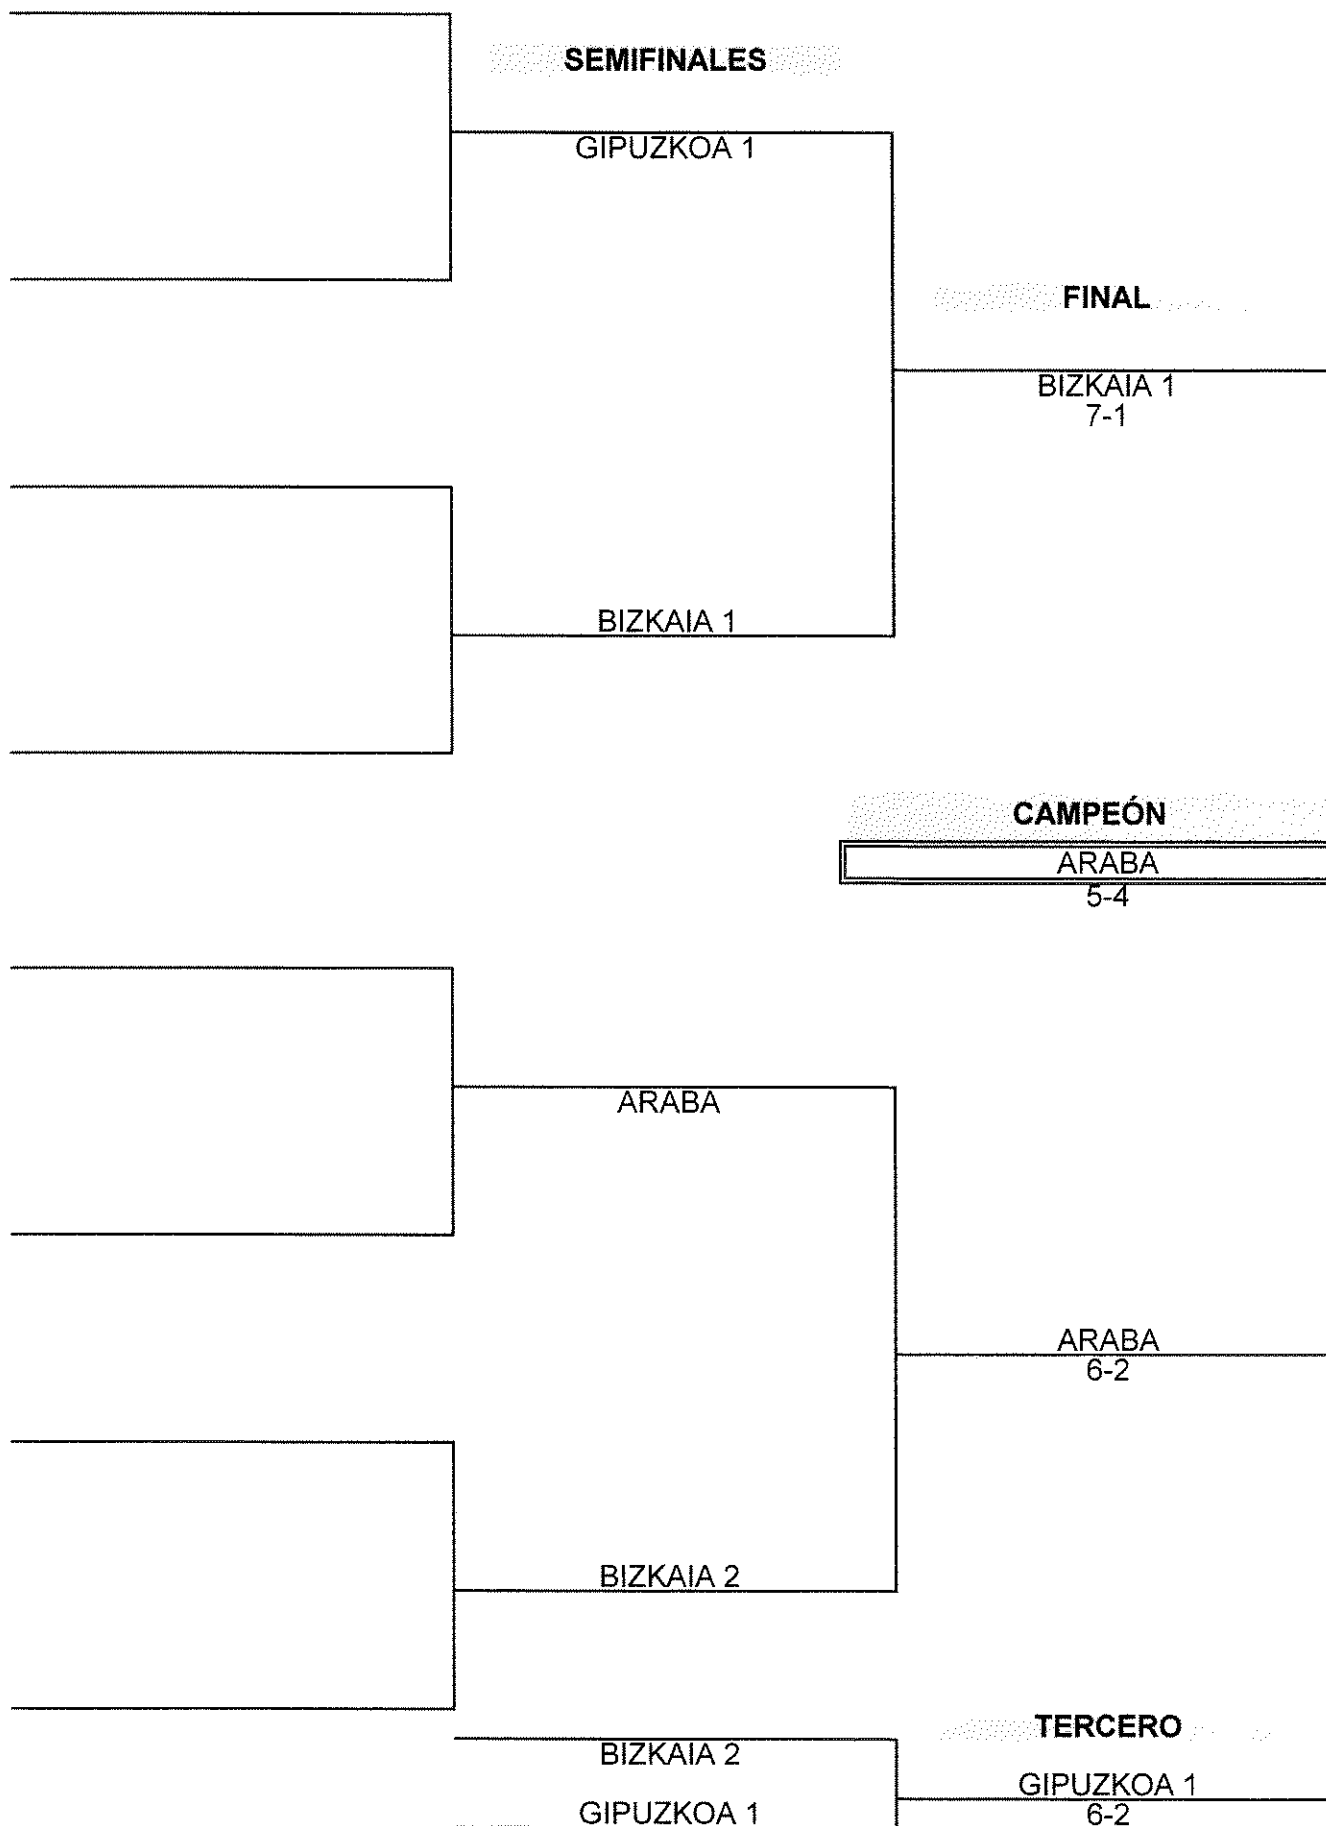 SEMIFINALES
GIPUZKOA 1
FINAL
BIZKAIA 1
7-1
BIZKAIA 1
CAMPEÓN
ARABA
5-4
ARABA
ARABA
6-2
BIZKAIA 2
TERCERO
BIZKAIA 2
GIPUZKOA 1
GIPUZKOA 1
6-2